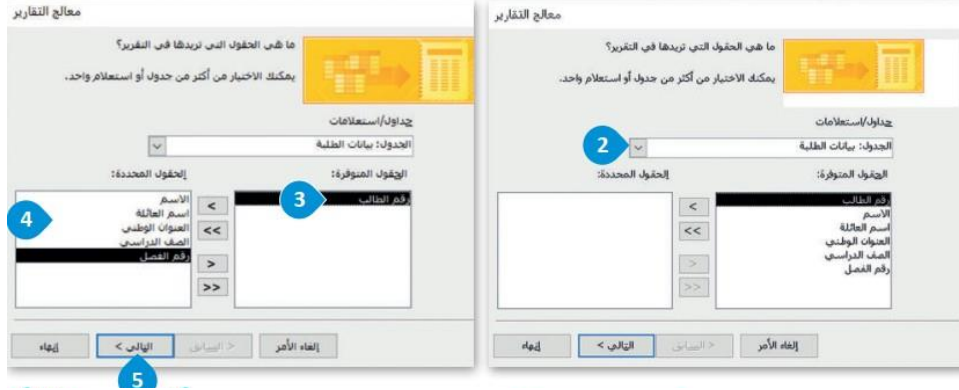 معالج التقارير
ما هي الحقول التي تريدها في التقرير؟
يمكنك الاختيار من أكثر من جدول أو استعلام واحد.
جداول/استعلامات
الجدول: بيانات الطلبة
2
الحقول المتوفرة:
الحقول المحددة:
رقم الطالب
الاسم
اسم العائلة
العنوان الوطني
الصف الدراسي
رقم الفصل
>
>>
<
<<
إلغاء الأمر
< السابق
التالي >
إنهاء
معالج التقارير
ما هي الحقول التي تريدها في التقرير؟
يمكنك الاختيار من أكثر من جدول أو استعلام واحد.
جداول/استعلامات
الجدول: بيانات الطلبة
الحقول المتوفرة:
الحقول المحددة:
رقم الطالب
3
>
>>
<
<<
الاسم
اسم العائلة
العنوان الوطني
الصف الدراسي
رقم الفصل
4
إلغاء الأمر
< السابق
التالي >
إنهاء
5